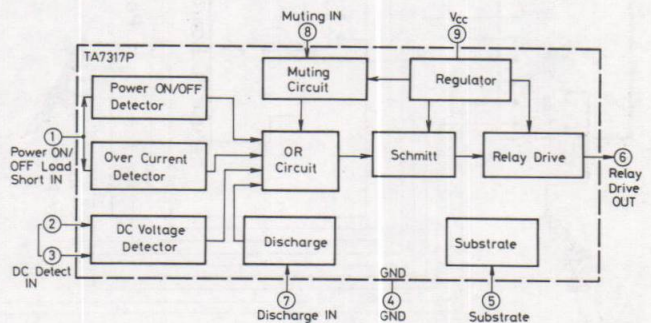 Muting IN
Vcc
8
9
TA7317P
Power ON/OFF
Detector
Muting
Circuit
Regulator
1
Power ON/
OFF Load
Short IN
Over Current
Detector
OR
Circuit
Schmitt
Relay Drive
6
Relay
Drive
OUT
2
3
DC Detect
IN
DC Voltage
Detector
Discharge
Substrate
GND
7
Discharge IN
4
GND
5
Substrate